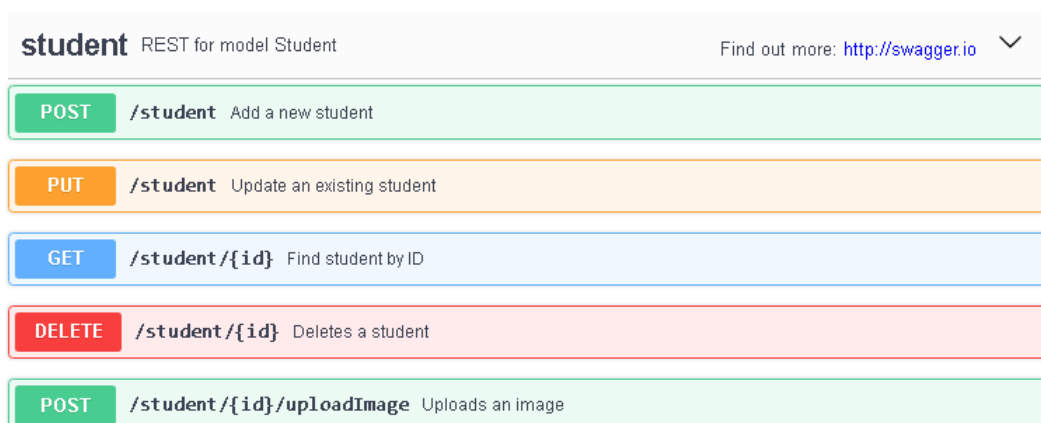 student REST for model Student Find out more: http://swagger.io
POST /student Add a new student
PUT /student Update an existing student
GET /student/{id} Find student by ID
DELETE /student/{id} Deletes a student
POST /student/{id}/uploadImage Uploads an image